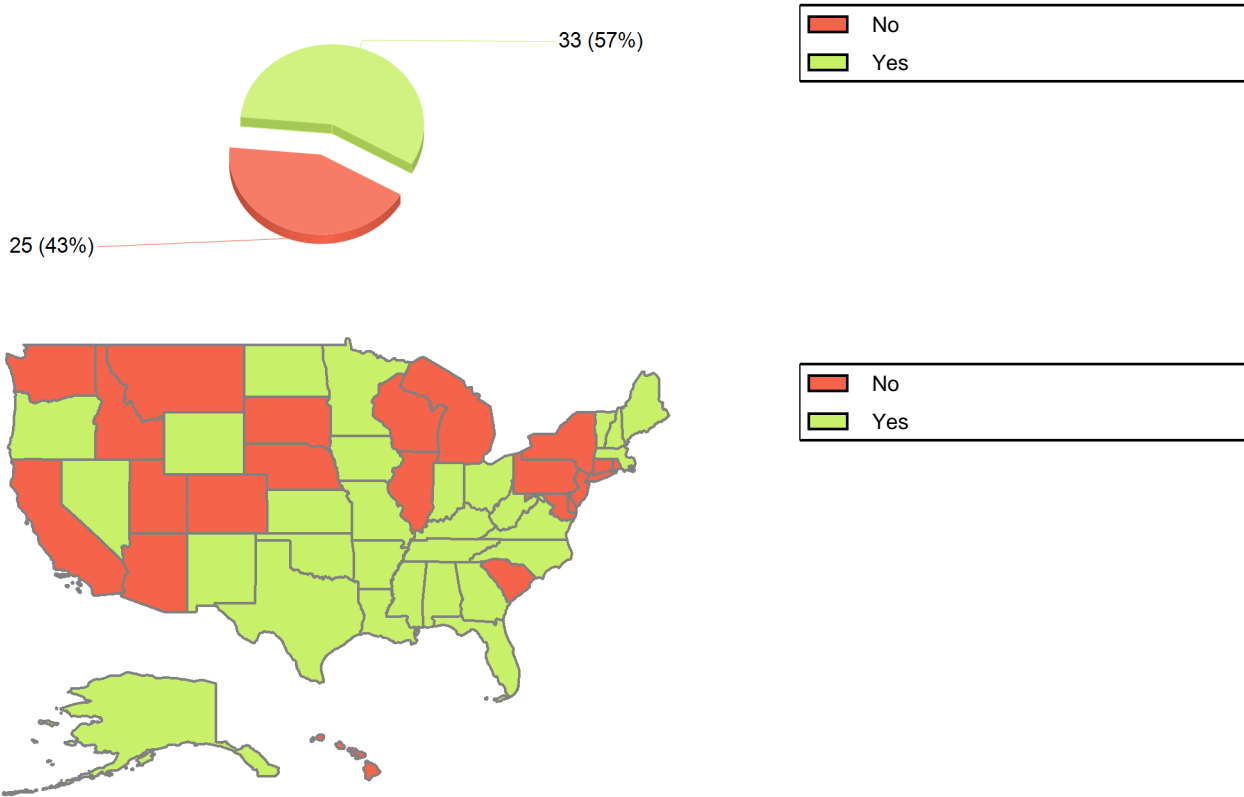 33 (57%)
25 (43%)
No
Yes
No
Yes